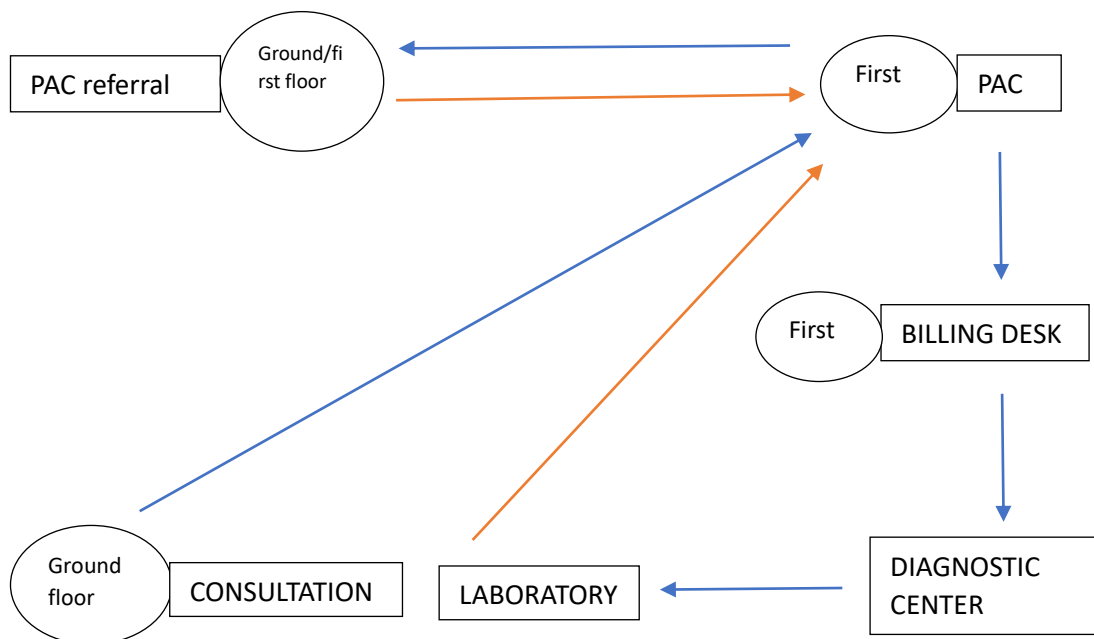 PAC referral
Ground/fi
rst floor
First
PAC
First
BILLING DESK
Ground
floor
CONSULTATION
LABORATORY
DIAGNOSTIC
CENTER